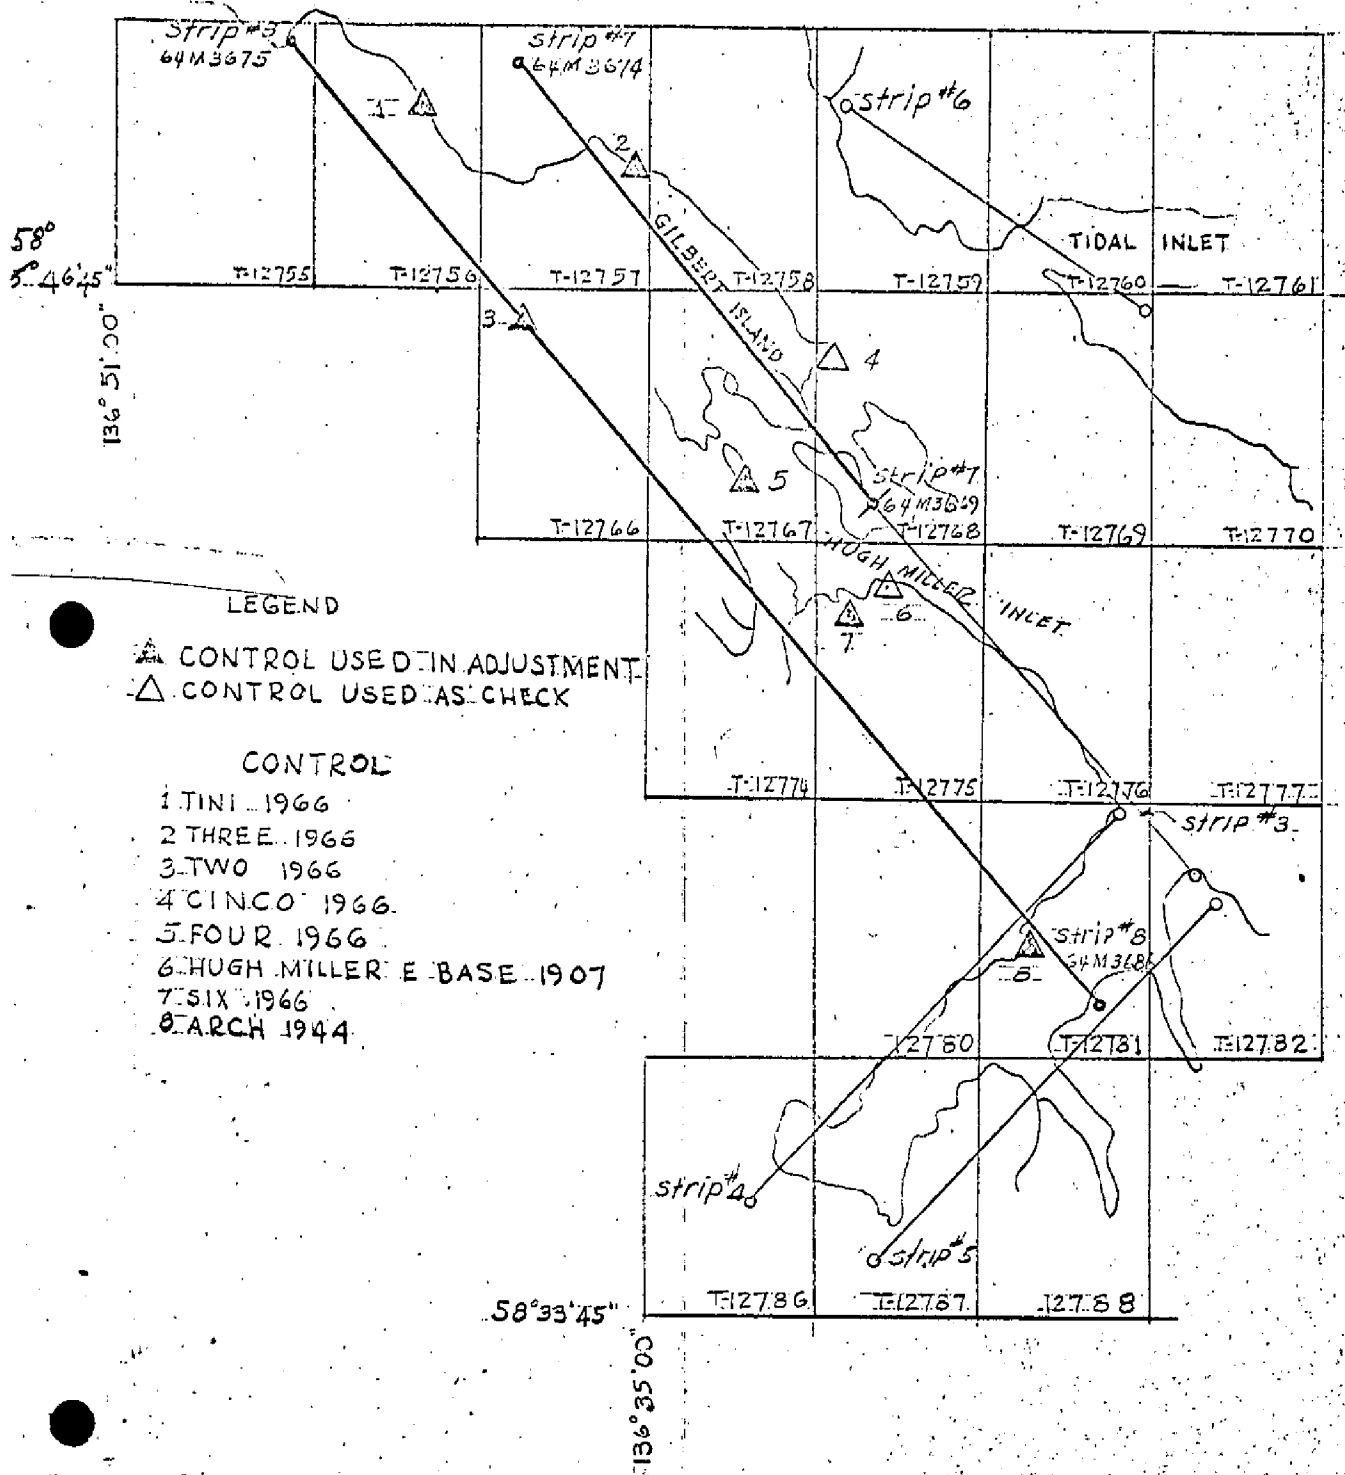 strip #8
64M3675
strip #7
64M3674
strip #6
1
2
GILBERT ISLAND
TIDAL INLET
58°
46'45"
T-12755
T-12756
T-12757
T-12758
T-12759
T-12760
T-12761
136° 51' 00"
3
4
5
strip #7
64M3669
T-12766
T-12767
T-12768
T-12769
T-12770
HUGH MILLER INLET
6
7
LEGEND
CONTROL USED IN ADJUSTMENT
CONTROL USED AS CHECK
CONTROL
1 TINI 1966
2 THREE 1966
3 TWO 1966
4 CINCO 1966
5 FOUR 1966
6 HUGH MILLER E BASE 1907
7 SIX 1966
8 ARCH 1944
T-12774
T-12775
T-12776
T-12777
strip #3
strip #8
8
12780
T-12781
T-12782
strip #4
strip #5
T-12786
T-12787
12788
58°33'45"
136° 35' 00"